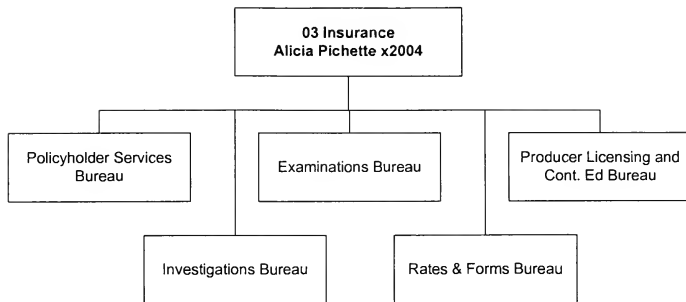 03 Insurance
Alicia Pichette x2004
Policyholder Services
Bureau
Examinations Bureau
Producer Licensing and
Cont. Ed Bureau
Investigations Bureau
Rates & Forms Bureau